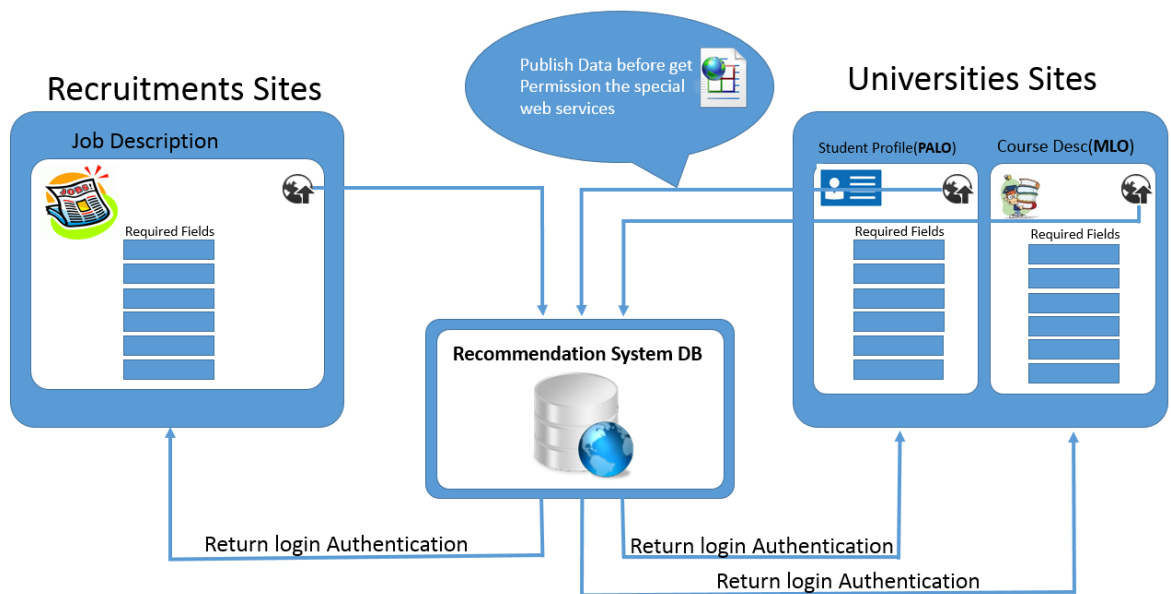 Recruitments Sites
Job Description
JOBS!
Required Fields
Publish Data before get
Permission the special
web services
Universities Sites
Student Profile(PALO)
Course Desc(MLO)
Required Fields
Required Fields
Recommendation System DB
Return login Authentication
Return login Authentication
Return login Authentication